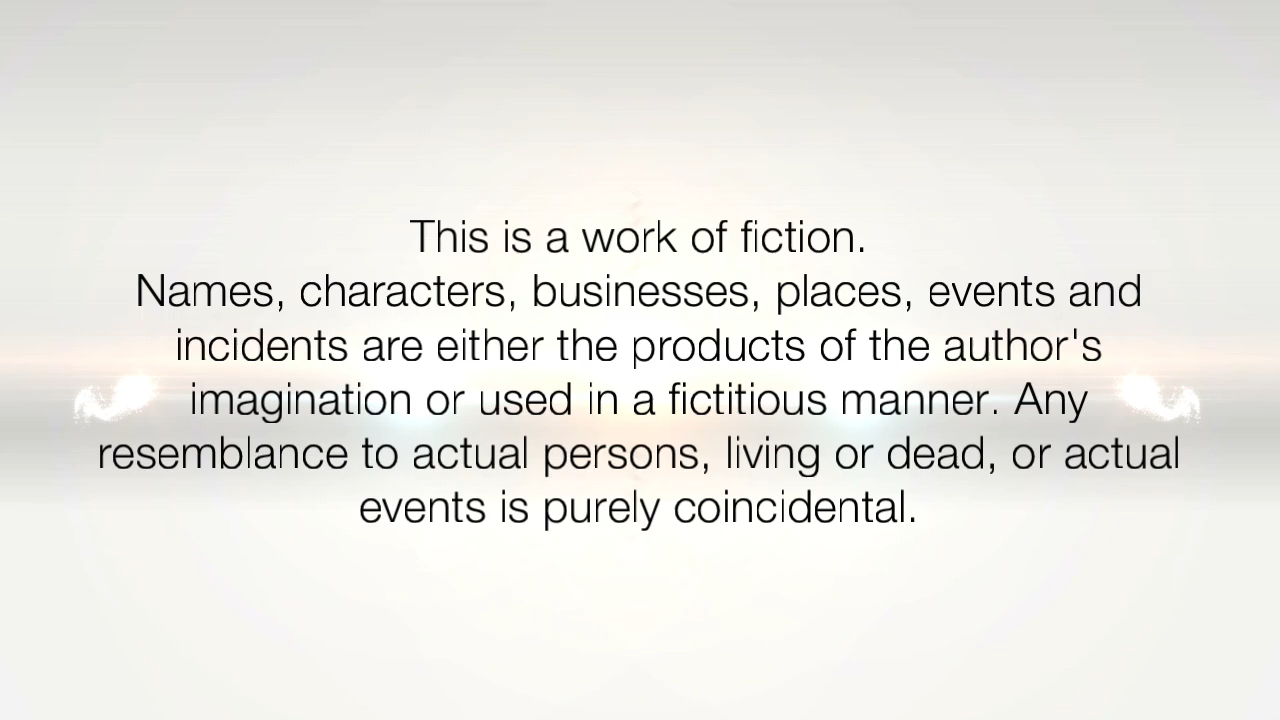 This is a work of fiction.
Names, characters, businesses, places, events and
incidents are either the products of the author's
imagination or used in a fictitious manner. Any
resemblance to actual persons, living or dead, or actual
events is purely coincidental.